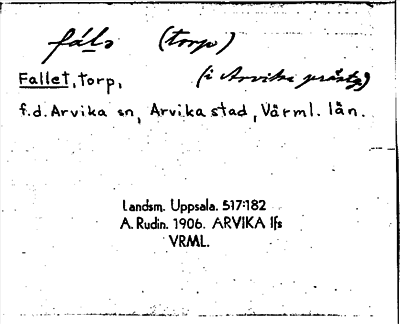 fálə (torp)
Fallet, torp, (i Arvika prästg)
f.d. Arvika sn, Arvika stad, Värml. län.
Landsm. Uppsala. 517:182
A. Rudin. 1906. ARVIKA lfs
VRML.